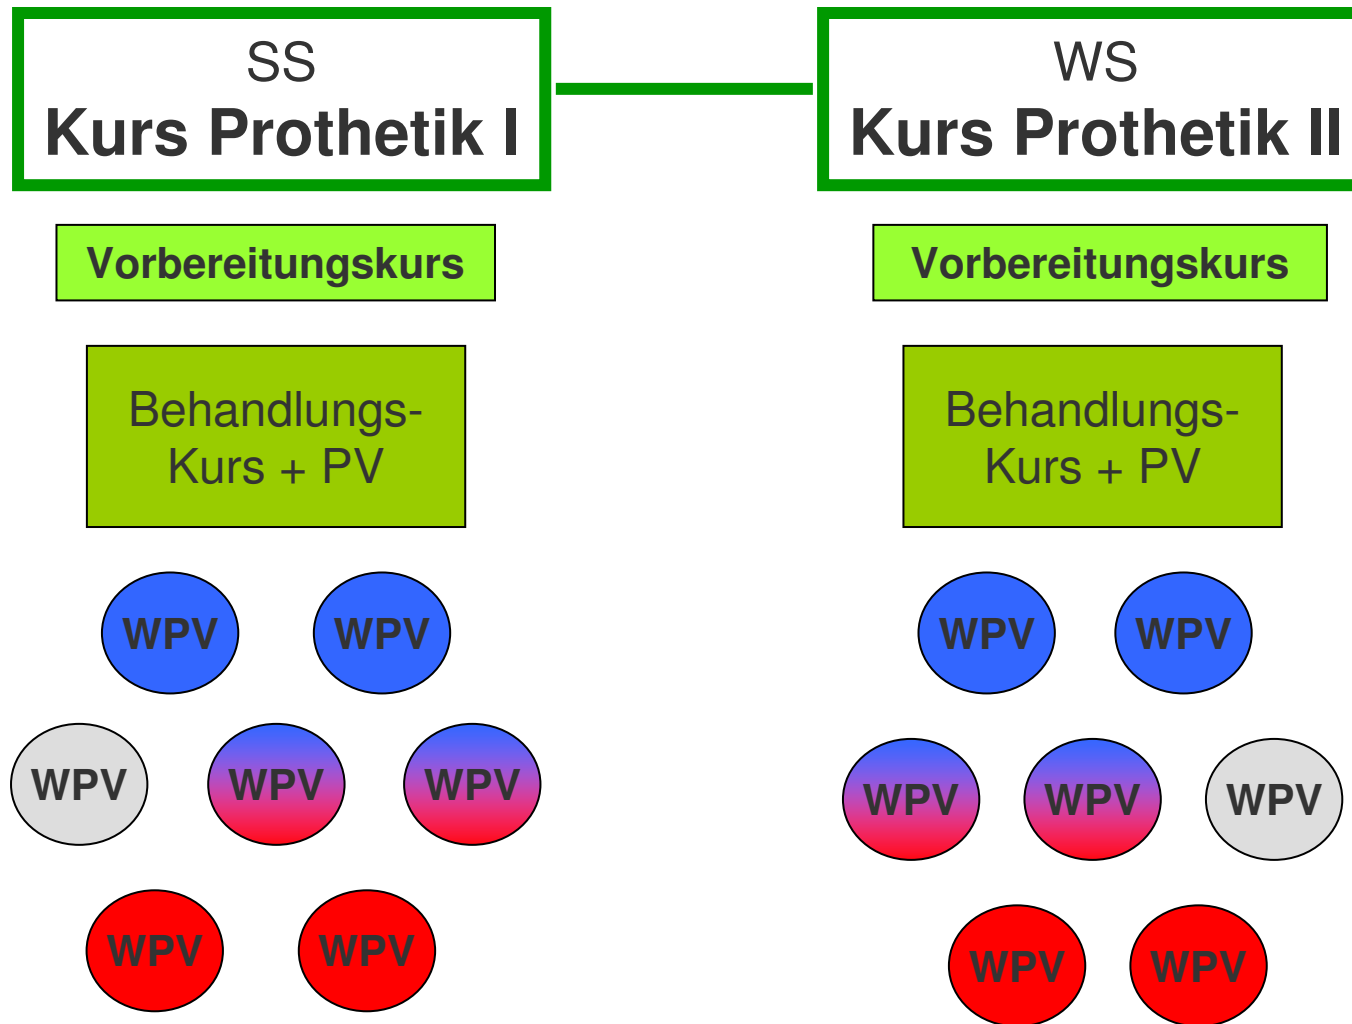 SS
Kurs Prothetik I
Vorbereitungskurs
Behandlungs-
Kurs + PV
WPV WPV
WPV WPV WPV
WPV WPV
WS
Kurs Prothetik II
Vorbereitungskurs
Behandlungs-
Kurs + PV
WPV WPV
WPV WPV WPV
WPV WPV